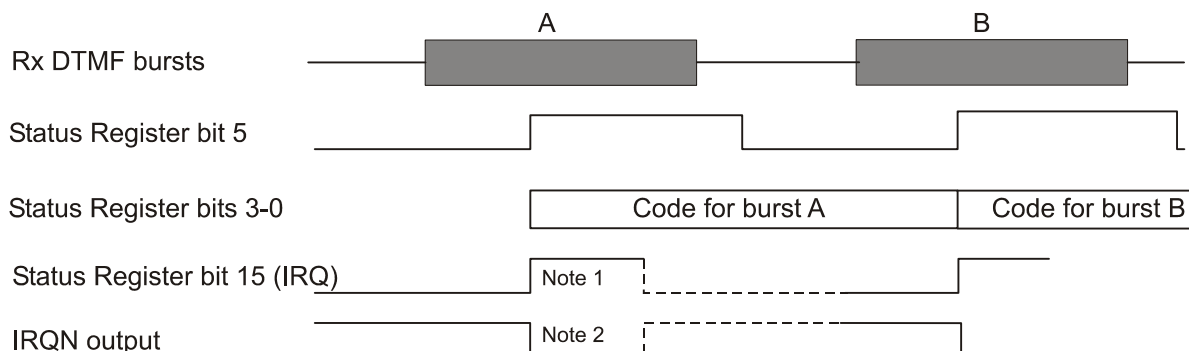 A
B
Rx DTMF bursts
Status Register bit 5
Status Register bits 3-0
Code for burst A
Code for burst B
Status Register bit 15 (IRQ)
Note 1
IRQN output
Note 2